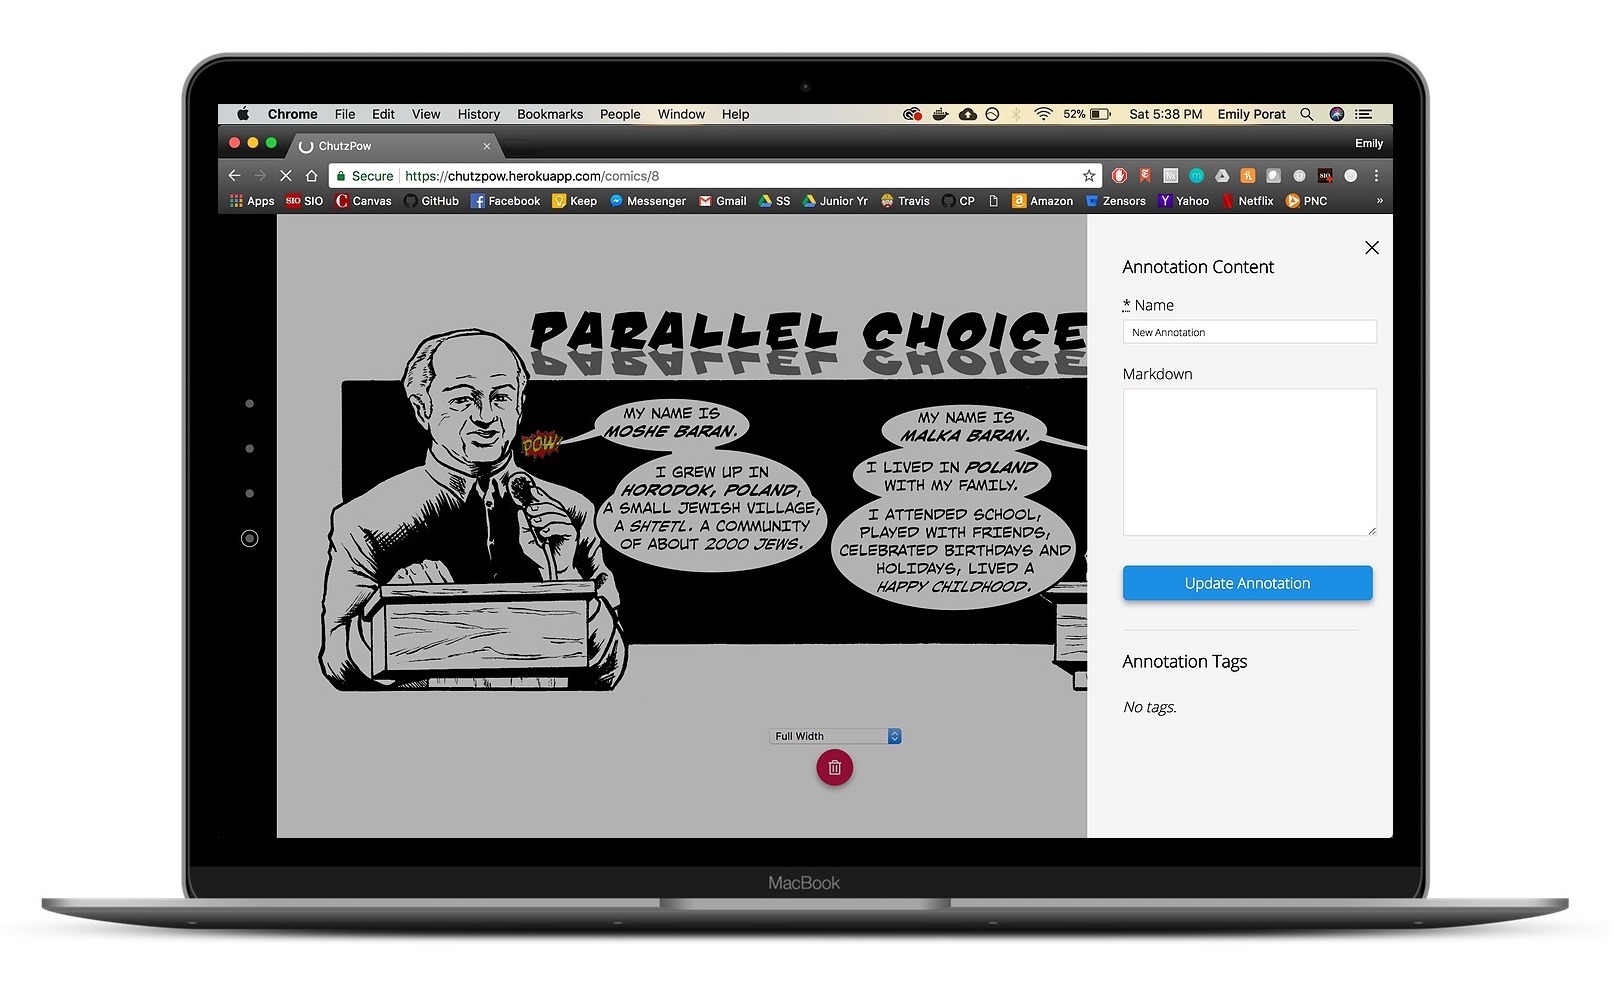 Chrome File Edit View History Bookmarks People Window Help 52% Sat 5:38 PM Emily Porat
ChutzPow Emily
Secure https://chutzpow.herokuapp.com/comics/8
Apps SIO SIO Canvas GitHub Facebook Keep Messenger Gmail SS Junior Yr Travis CP Amazon Zensors Yahoo Netflix PNC »
PARALLEL CHOICE
PARALLEL CHOICE
MY NAME IS
MOSHE BARAN.
POW!
I GREW UP IN
HORODOK, POLAND,
A SMALL JEWISH VILLAGE,
A SHTETL. A COMMUNITY
OF ABOUT 2000 JEWS.
MY NAME IS
MALKA BARAN.
I LIVED IN POLAND
WITH MY FAMILY.
I ATTENDED SCHOOL,
PLAYED WITH FRIENDS,
CELEBRATED BIRTHDAYS AND
HOLIDAYS, LIVED A
HAPPY CHILDHOOD.
Full Width
Annotation Content
* Name
New Annotation
Markdown
Update Annotation
Annotation Tags
No tags.
MacBook